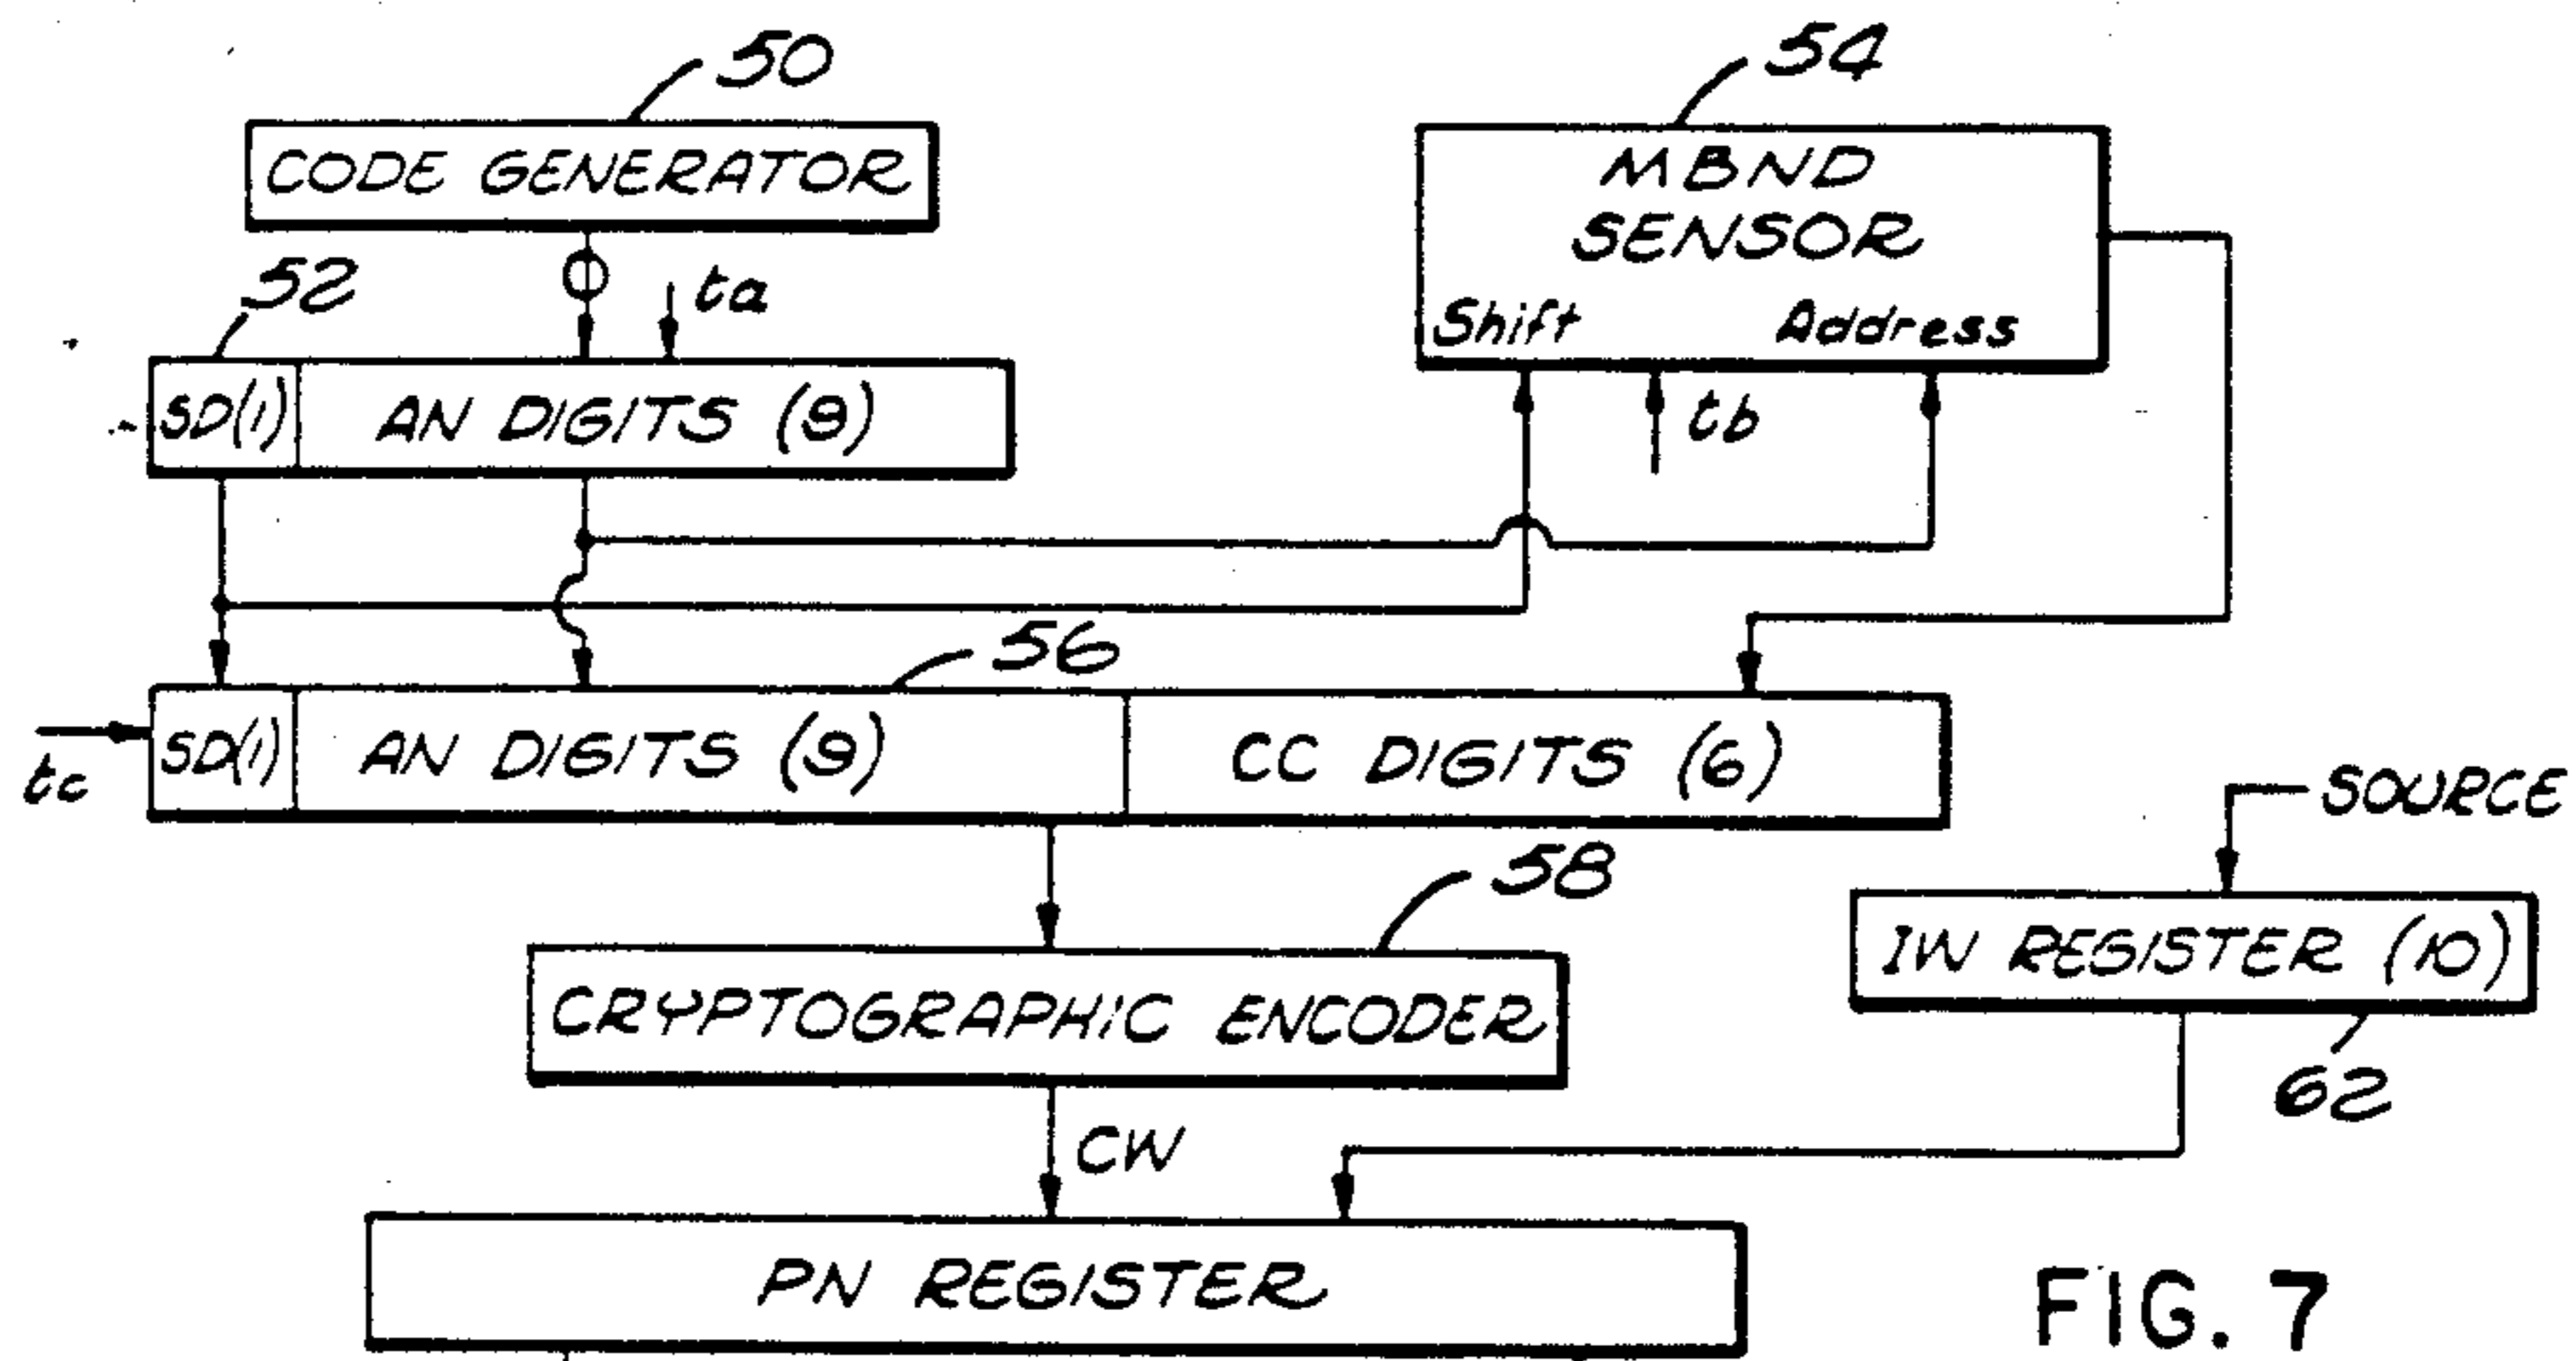 50
54
CODE GENERATOR
MBND
SENSOR
Shift
Address
52
ta
tb
SD(1)
AN DIGITS (9)
56
tc
SD(1)
AN DIGITS (9)
CC DIGITS (6)
SOURCE
58
IW REGISTER (10)
CRYPTOGRAPHIC ENCODER
62
CW
PN REGISTER
FIG. 7